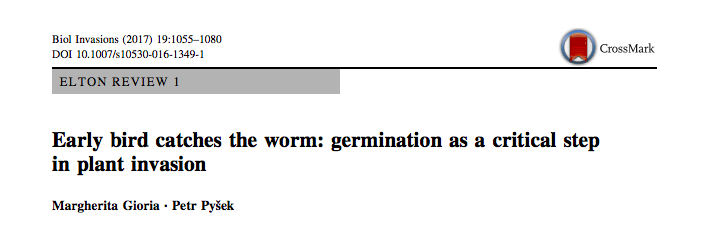 Biol Invasions (2017) 19:1055–1080
DOI 10.1007/s10530-016-1349-1
CrossMark
ELTON REVIEW 1
Early bird catches the worm: germination as a critical step
in plant invasion
Margherita Gioria · Petr Pyšek